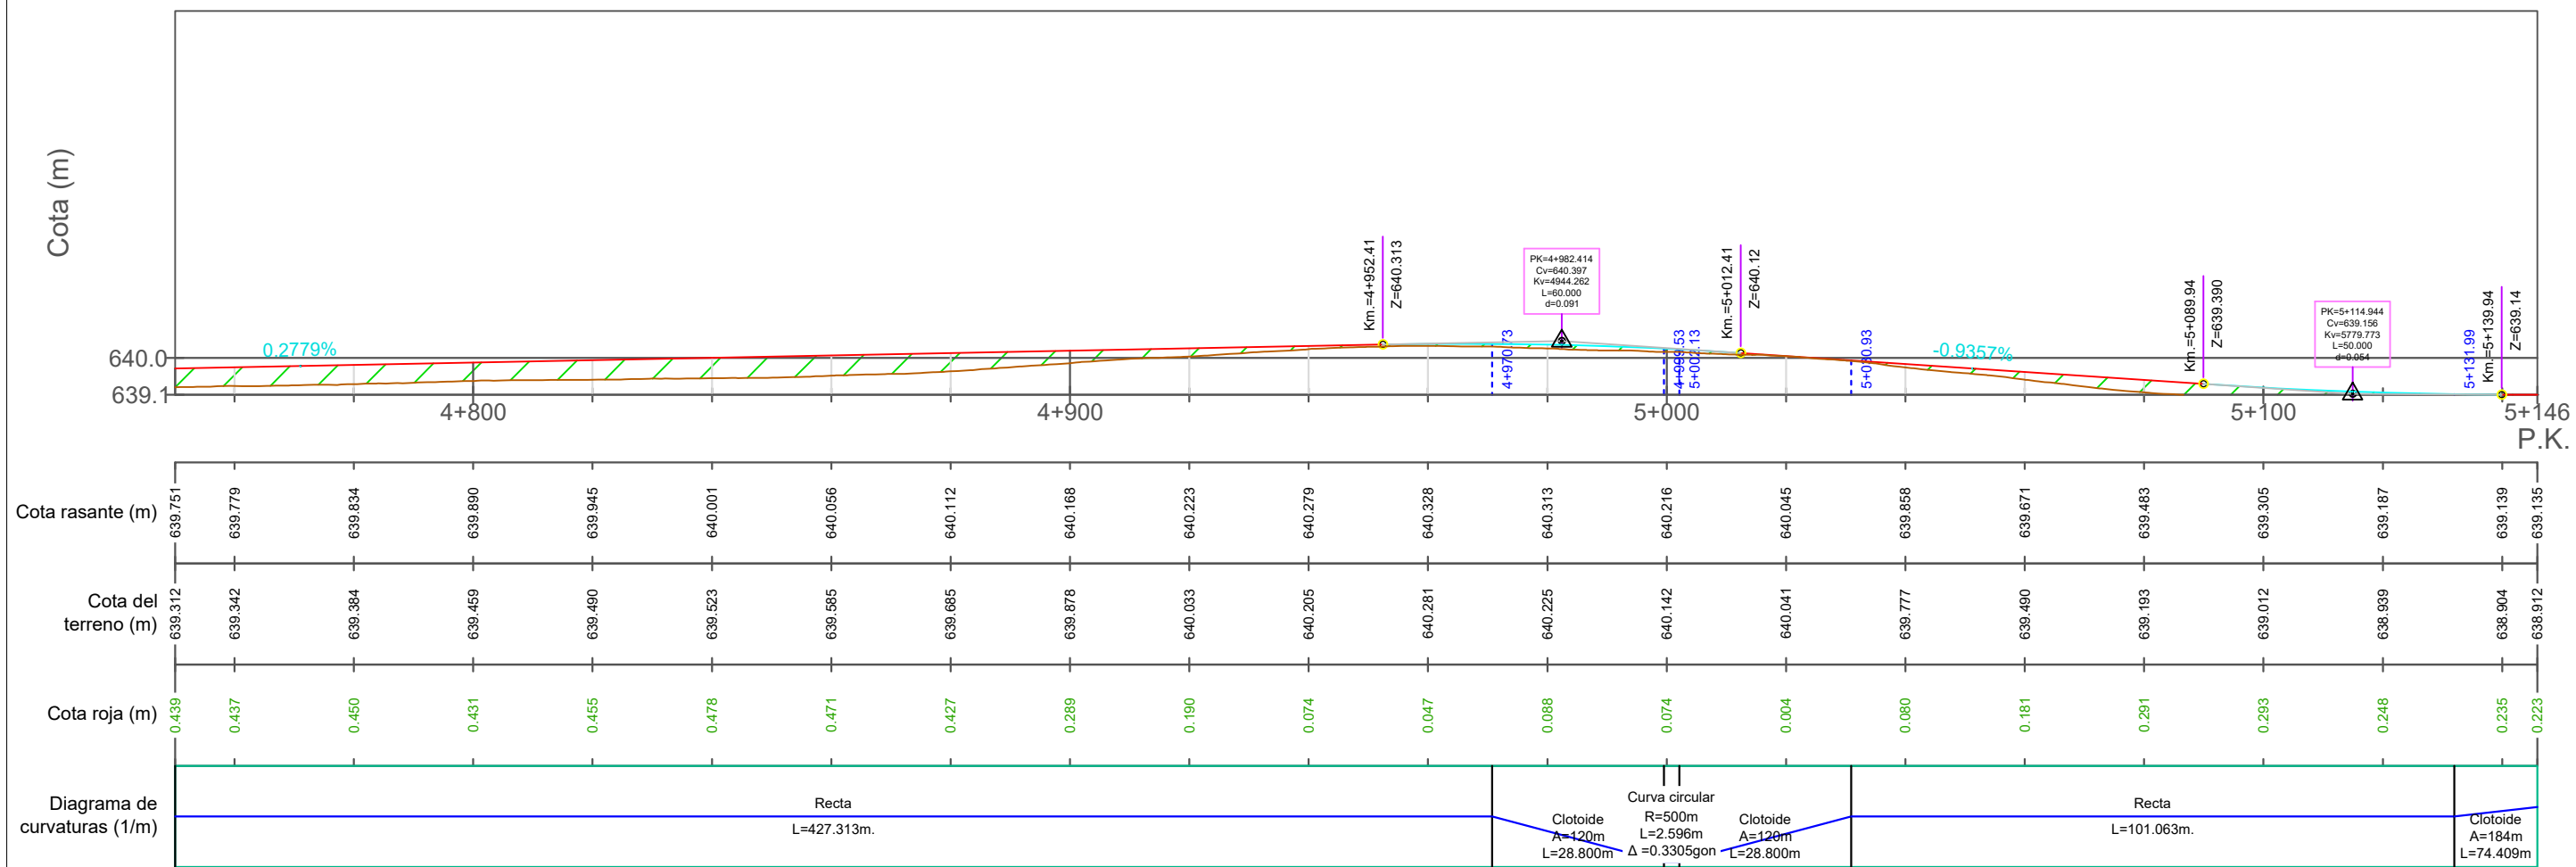 Cota (m)
640.0
639.1
0.2779%
Km.=4+952.41
Z=640.313
PK=4+982.414
Cv=640.397
Kv=4944.262
L=60.000
d=0.091
Km.=5+012.41
Z=640.12
4+970.73
4+999.53
5+002.13
5+030.93
-0.9357%
Km.=5+089.94
Z=639.390
PK=5+114.944
Cv=639.156
Kv=5779.773
L=50.000
d=0.054
5+131.99
Km.=5+139.94
Z=639.14
4+800 4+900 5+000 5+100 5+146
P.K.
Cota rasante (m) 639.751 639.779 639.834 639.890 639.945 640.001 640.056 640.112 640.168 640.223 640.279 640.328 640.313 640.216 640.045 639.858 639.671 639.483 639.305 639.187 639.139 639.135
Cota del
terreno (m) 639.312 639.342 639.384 639.459 639.490 639.523 639.585 639.685 639.878 640.033 640.205 640.281 640.225 640.142 640.041 639.777 639.490 639.193 639.012 638.939 638.904 638.912
Cota roja (m) 0.439 0.437 0.450 0.431 0.455 0.478 0.471 0.427 0.289 0.190 0.074 0.047 0.088 0.074 0.004 0.080 0.181 0.291 0.293 0.248 0.235 0.223
Diagrama de
curvaturas (1/m)
Recta
L=427.313m.
Clotoide
A=120m
L=28.800m
Curva circular
R=500m
L=2.596m
Δ =0.3305gon
Clotoide
A=120m
L=28.800m
Recta
L=101.063m.
Clotoide
A=184m
L=74.409m